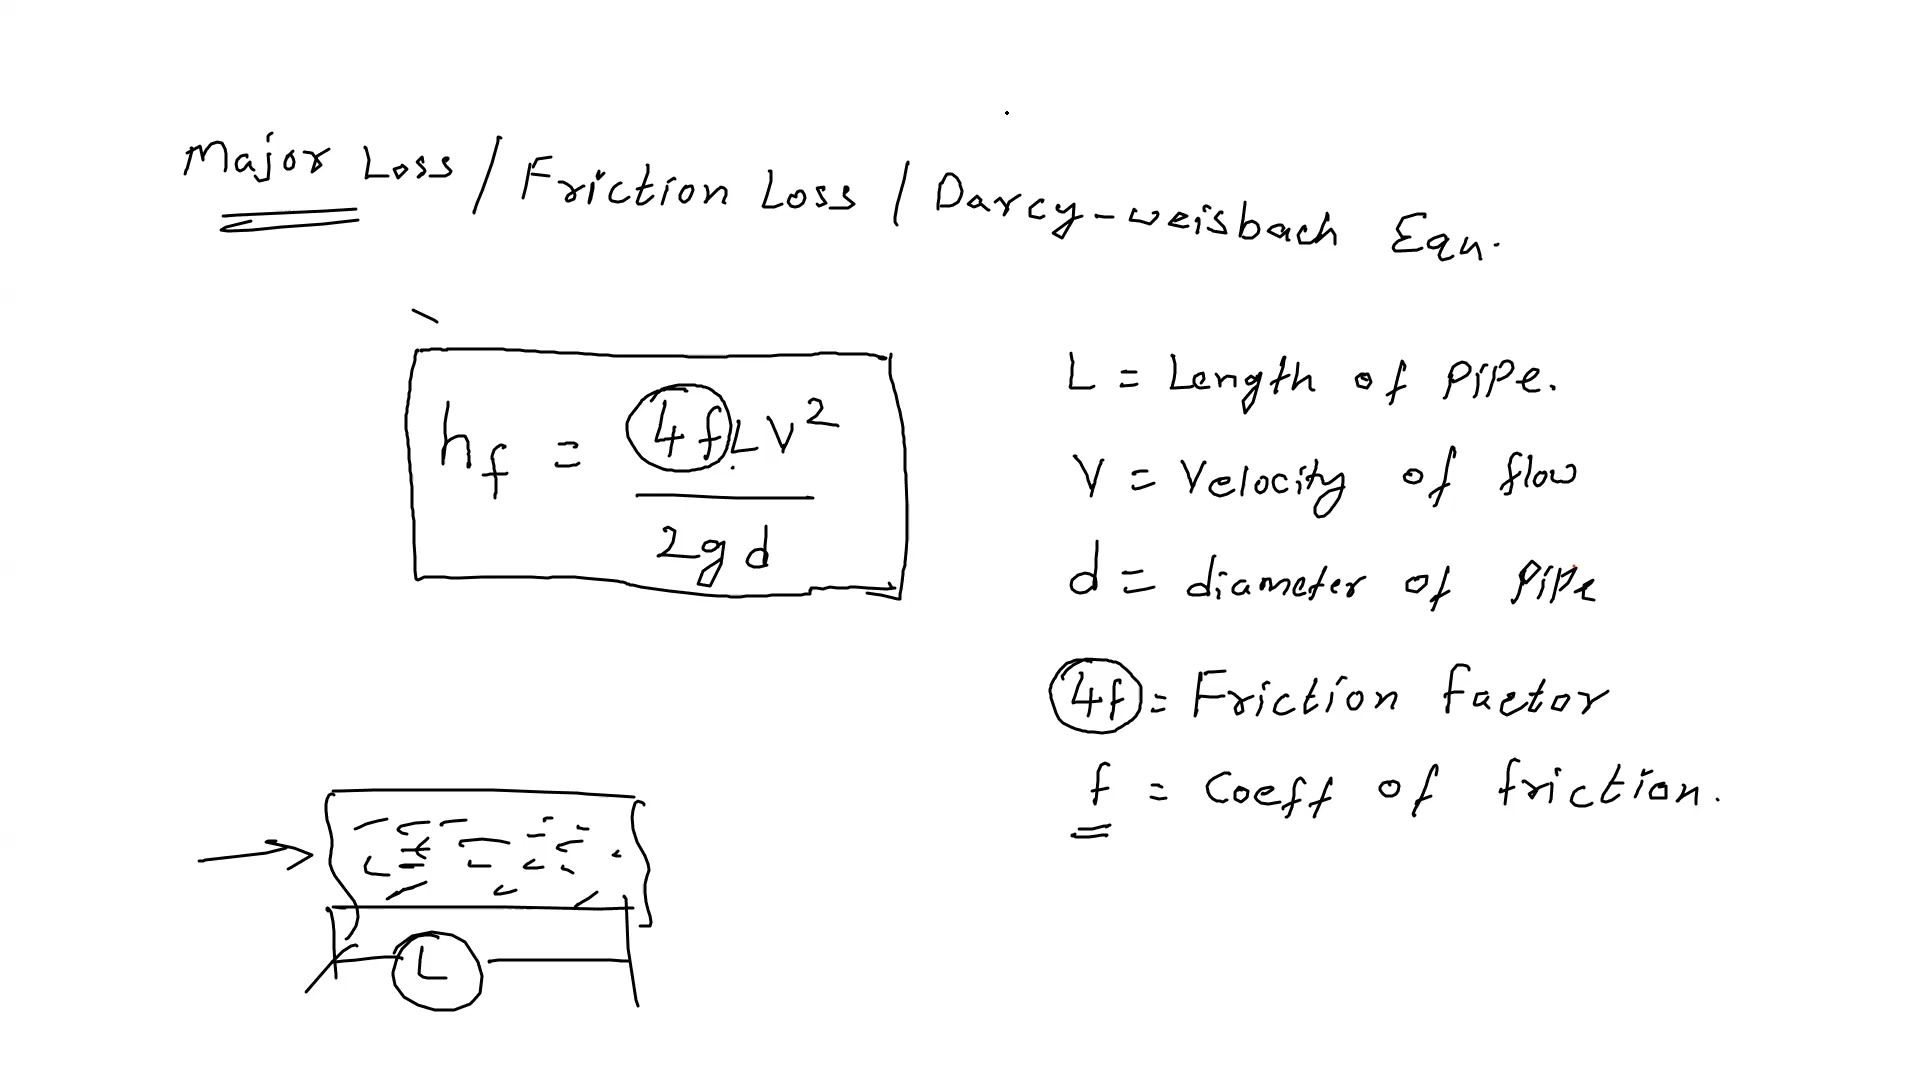 Major Loss / Friction Loss / Darcy-weisbach Eqn.
hf = 4fLV²
2gd
L = Length of pipe.
V = Velocity of flow
d = diameter of pipe
4f = Friction factor
f = Coeff of friction.
L